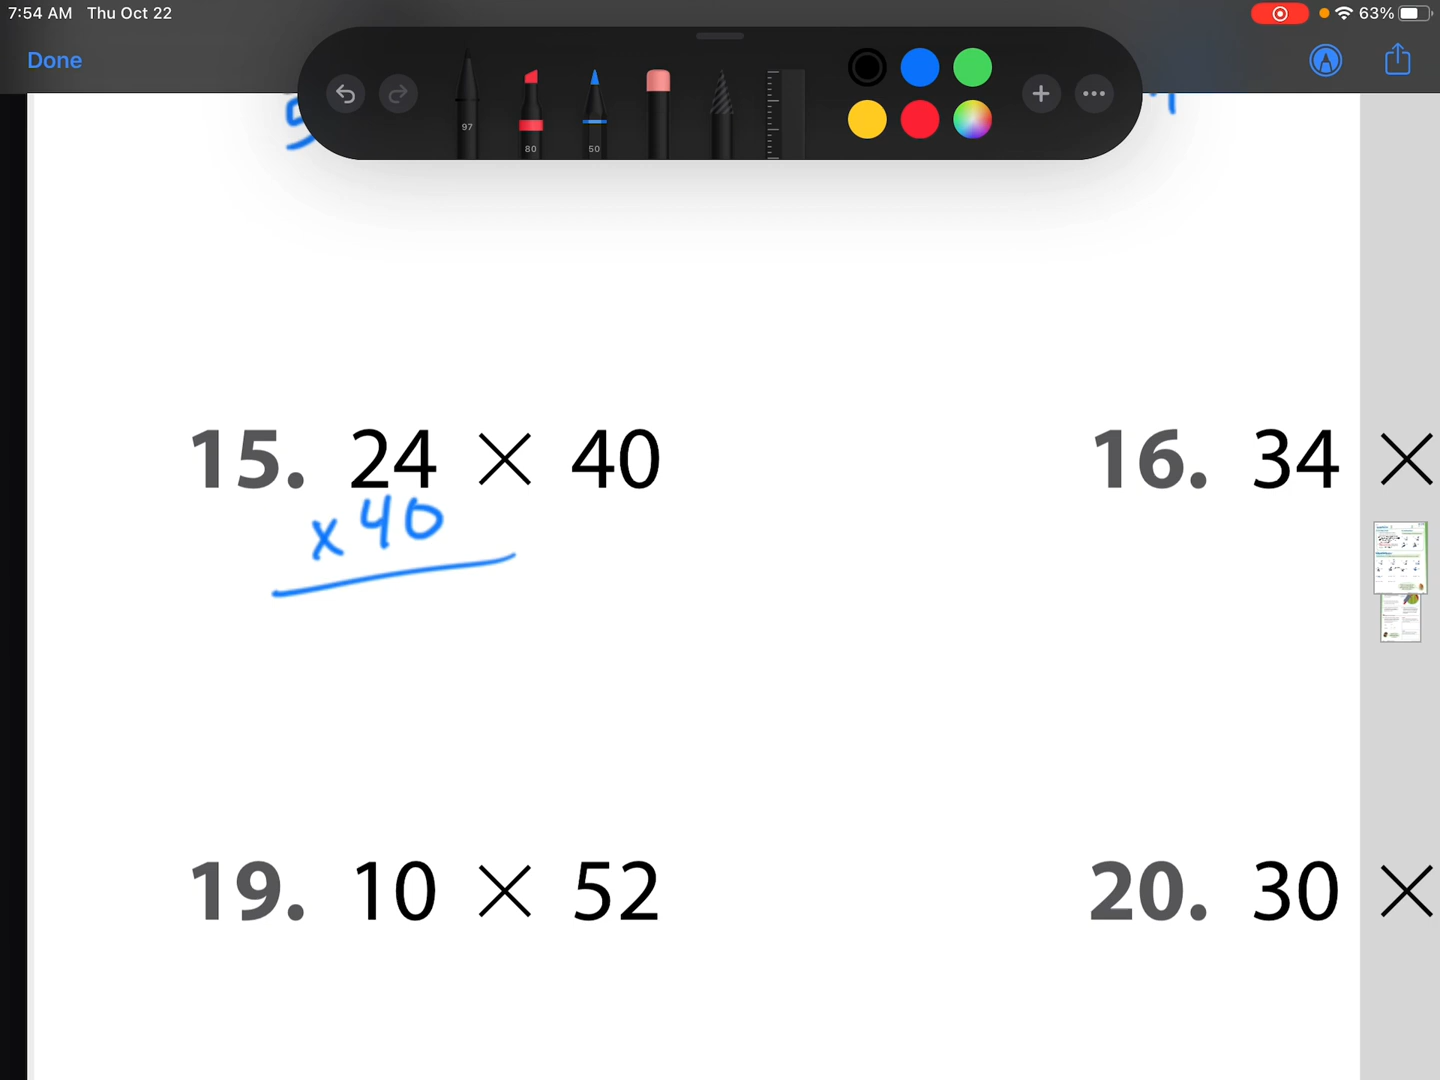 7:54 AM Thu Oct 22
63%
Done
97
80
50
15. 24 × 40
16. 34 ×
x 40
19. 10 × 52
20. 30 ×